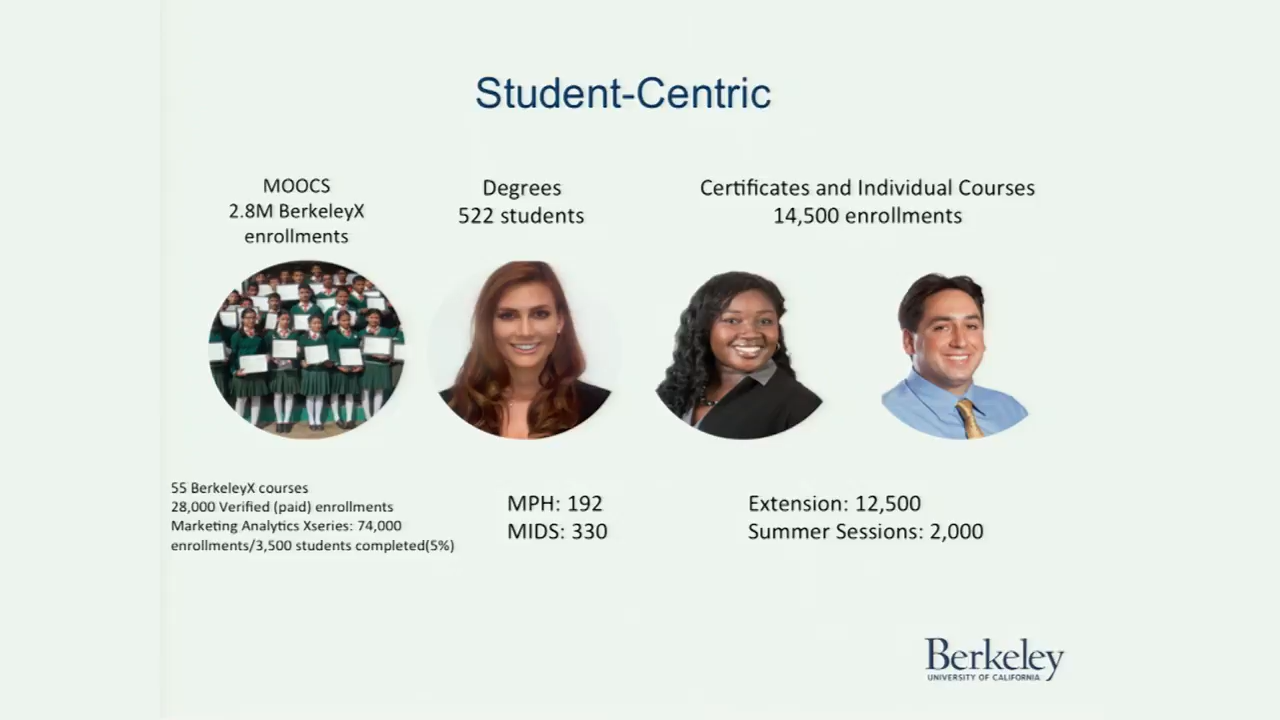 Student-Centric
MOOCS
2.8M BerkeleyX
enrollments
Degrees
522 students
Certificates and Individual Courses
14,500 enrollments
55 BerkeleyX courses
28,000 Verified (paid) enrollments
Marketing Analytics Xseries: 74,000
enrollments/3,500 students completed(5%)
MPH: 192
MIDS: 330
Extension: 12,500
Summer Sessions: 2,000
Berkeley
UNIVERSITY OF CALIFORNIA